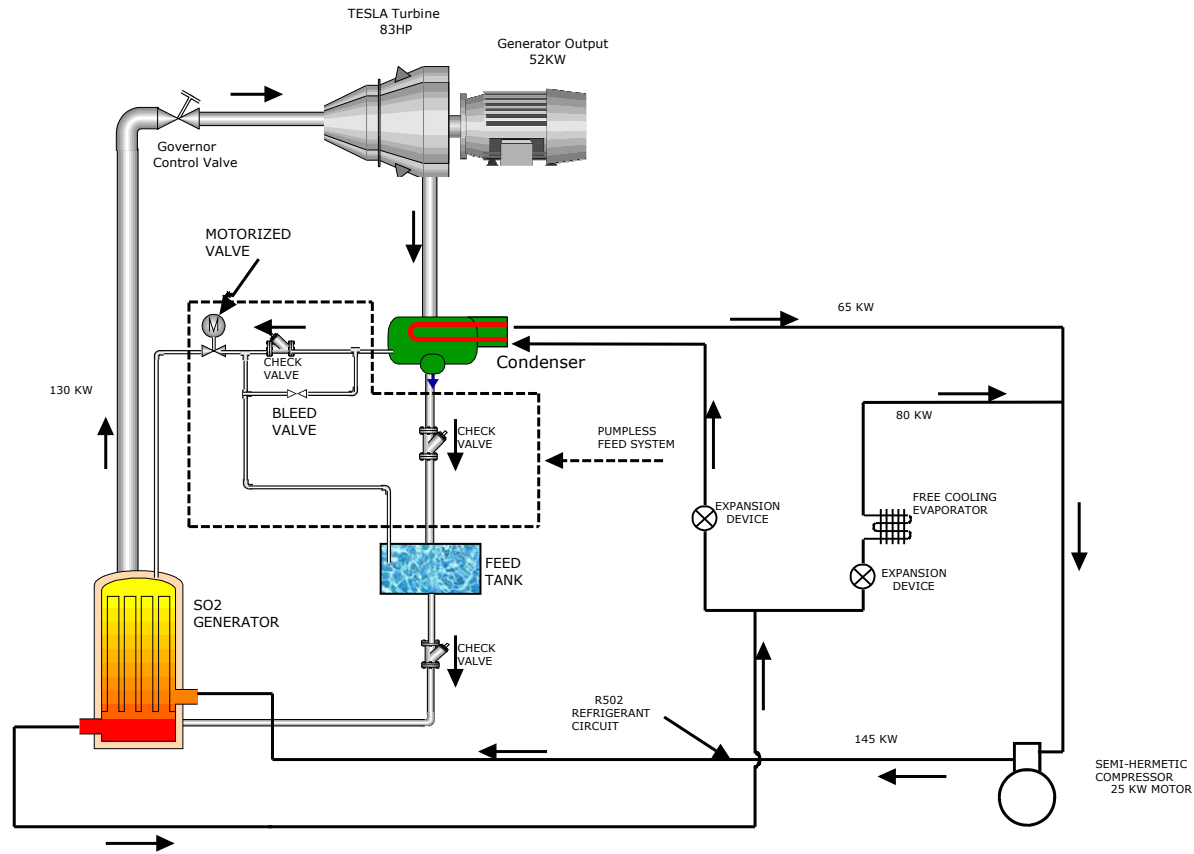 TESLA Turbine
83HP
Generator Output
52KW
Governor
Control Valve
MOTORIZED
VALVE
M
CHECK
VALVE
BLEED
VALVE
Condenser
65 KW
130 KW
80 KW
CHECK
VALVE
PUMPLESS
FEED SYSTEM
EXPANSION
DEVICE
FREE COOLING
EVAPORATOR
EXPANSION
DEVICE
FEED
TANK
SO2
GENERATOR
CHECK
VALVE
R502
REFRIGERANT
CIRCUIT
145 KW
SEMI-HERMETIC
COMPRESSOR
25 KW MOTOR